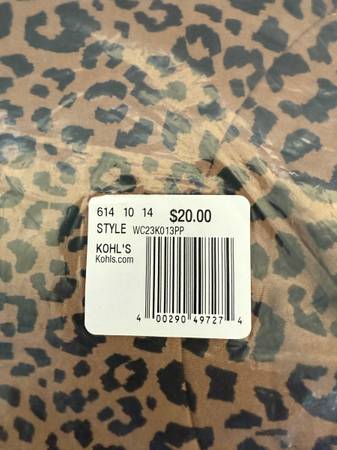 614 10 14 $20.00
STYLE WC23K013PP
KOHL'S
Kohls.com
4 00290 49727 4